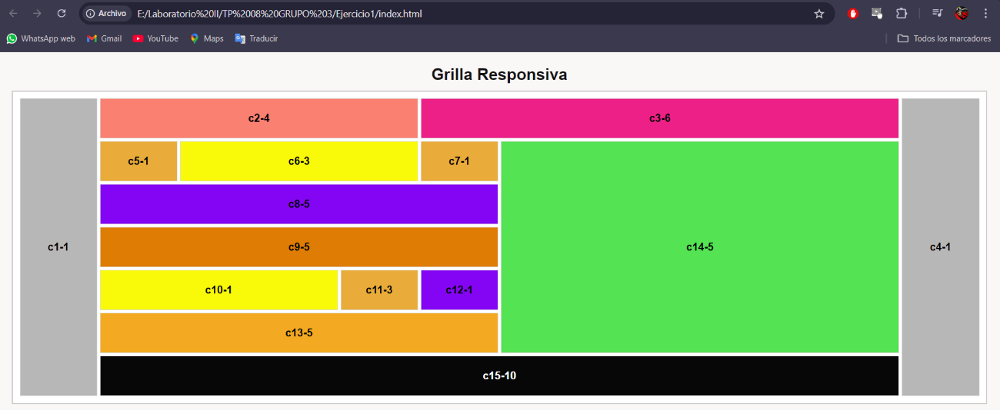 Archivo E:/Laboratorio%20II/TP%2008%20GRUPO%203/Ejercicio1/index.html
WhatsApp web Gmail YouTube Maps Traducir Todos los marcadores
Grilla Responsiva
c2-4 c3-6
c5-1 c6-3 c7-1
c8-5
c1-1 c9-5 c14-5 c4-1
c10-1 c11-3 c12-1
c13-5
c15-10